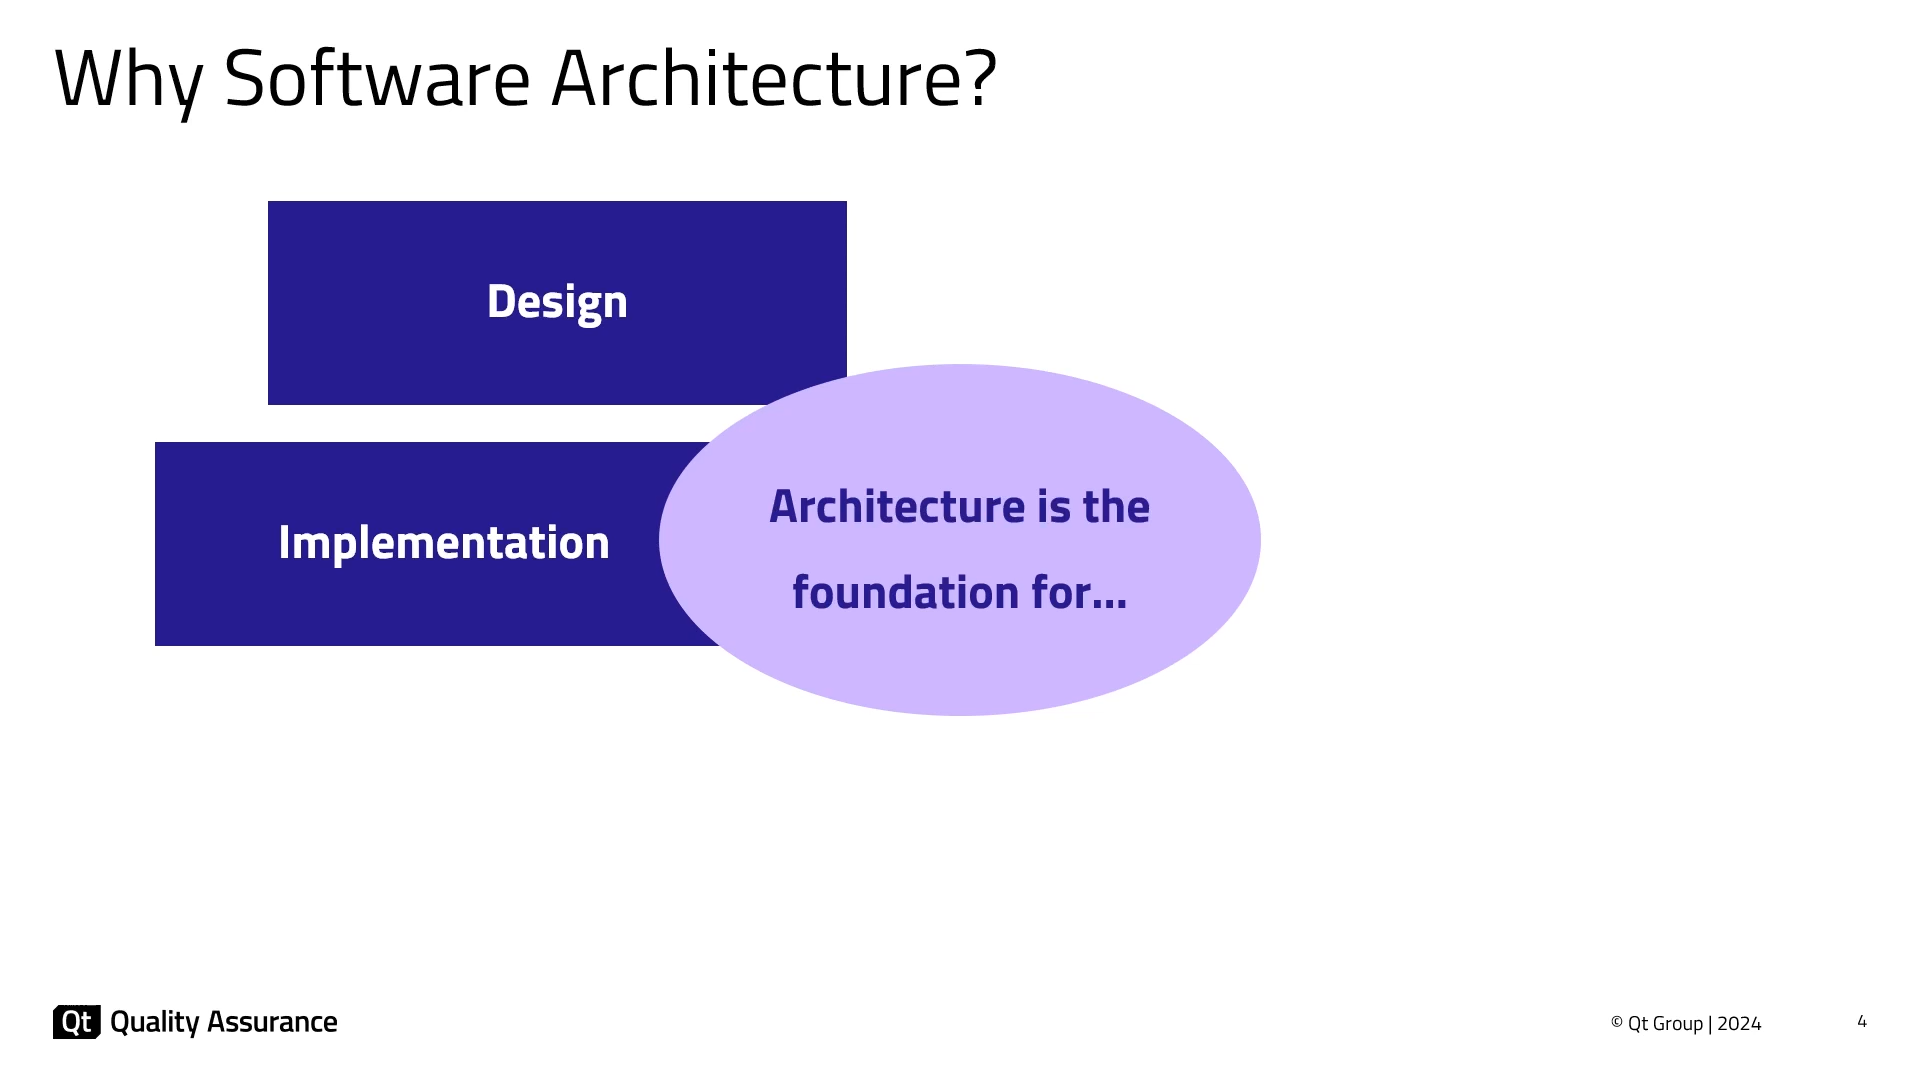 Why Software Architecture?
Design
Implementation
Architecture is the
foundation for...
Qt Quality Assurance
© Qt Group | 2024
4